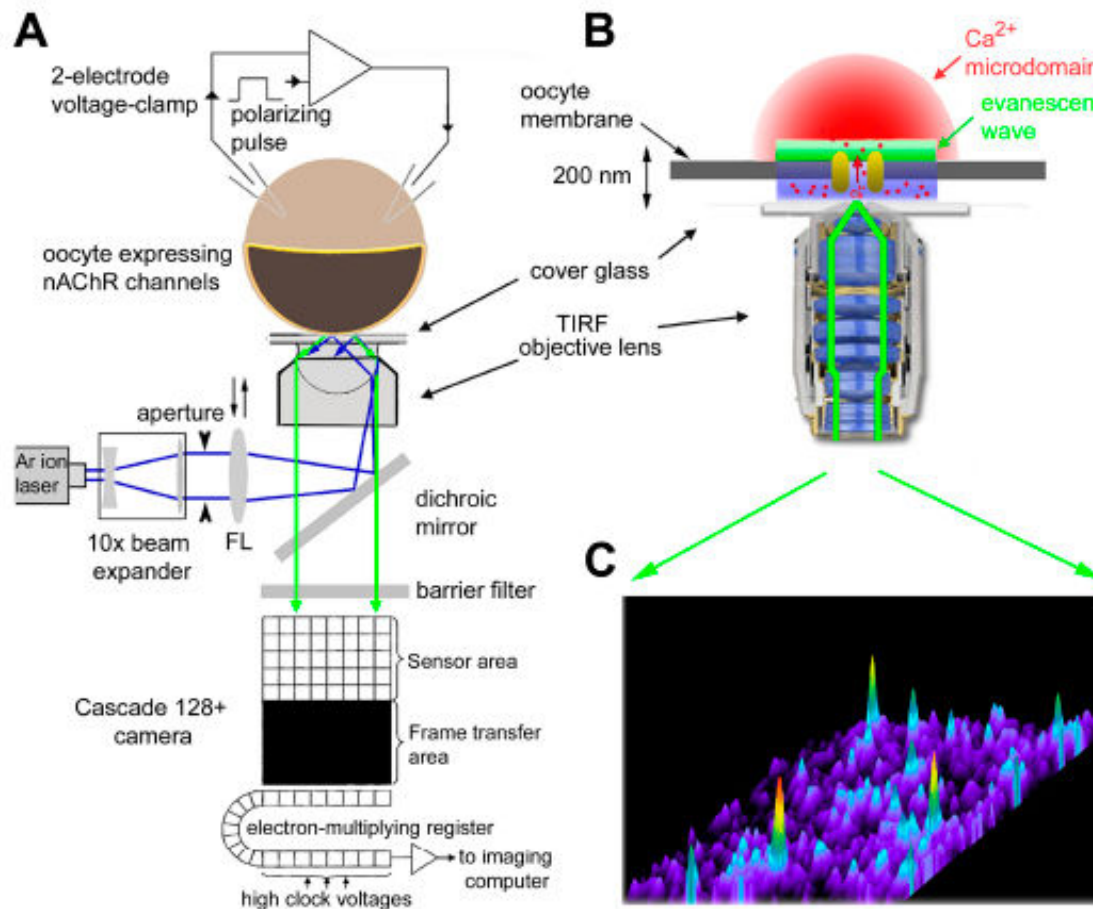 A
2-electrode
voltage-clamp
polarizing
pulse
oocyte expressing
nAChR channels
aperture
Ar ion
laser
10x beam
expander
FL
dichroic
mirror
barrier filter
Sensor area
Cascade 128+
camera
Frame transfer
area
electron-multiplying register
to imaging
computer
high clock voltages
B
Ca2+
microdomain
oocyte
membrane
evanescen
wave
200 nm
cover glass
TIRF
objective lens
C